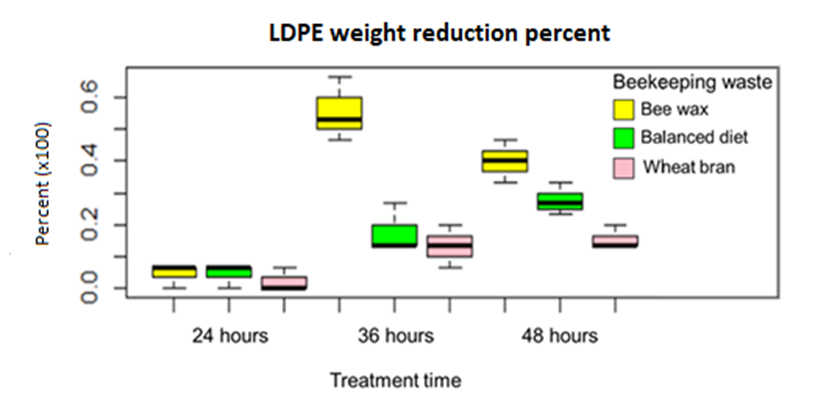 LDPE weight reduction percent
Beekeeping waste
Bee wax
Balanced diet
Wheat bran
Percent (x100)
0.6
0.4
0.2
0.0
24 hours 36 hours 48 hours
Treatment time